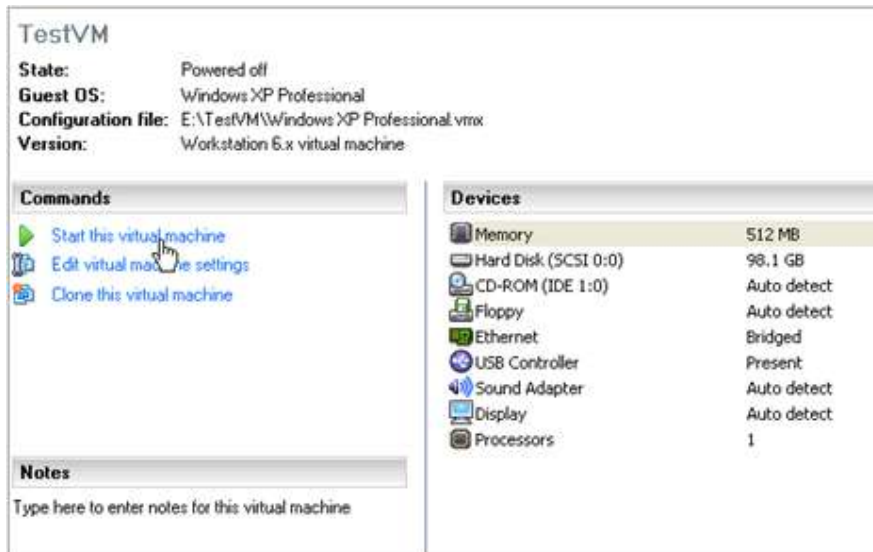 TestVM
State: Powered off
Guest OS: Windows XP Professional
Configuration file: E:\TestVM\Windows XP Professional.vmx
Version: Workstation 6.x virtual machine
Commands
Start this virtual machine
Edit virtual machine settings
Clone this virtual machine
Notes
Type here to enter notes for this virtual machine
Devices
Memory 512 MB
Hard Disk (SCSI 0:0) 98.1 GB
CD-ROM (IDE 1:0) Auto detect
Floppy Auto detect
Ethernet Bridged
USB Controller Present
Sound Adapter Auto detect
Display Auto detect
Processors 1